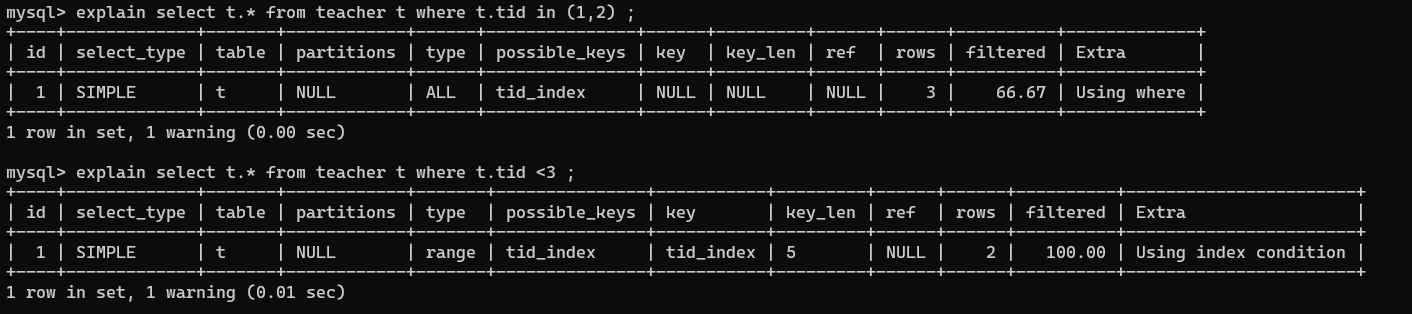 mysql> explain select t.* from teacher t where t.tid in (1,2) ;
+----+-------------+-------+------------+------+---------------+------+---------+------+------+----------+-------------+
| id | select_type | table | partitions | type | possible_keys | key  | key_len | ref  | rows | filtered | Extra       |
+----+-------------+-------+------------+------+---------------+------+---------+------+------+----------+-------------+
|  1 | SIMPLE      | t     | NULL       | ALL  | tid_index     | NULL | NULL    | NULL |    3 |    66.67 | Using where |
+----+-------------+-------+------------+------+---------------+------+---------+------+------+----------+-------------+
1 row in set, 1 warning (0.00 sec)
mysql> explain select t.* from teacher t where t.tid <3 ;
+----+-------------+-------+------------+-------+---------------+-----------+---------+------+------+----------+-----------------------+
| id | select_type | table | partitions | type  | possible_keys | key       | key_len | ref  | rows | filtered | Extra                 |
+----+-------------+-------+------------+-------+---------------+-----------+---------+------+------+----------+-----------------------+
|  1 | SIMPLE      | t     | NULL       | range | tid_index     | tid_index | 5       | NULL |    2 |   100.00 | Using index condition |
+----+-------------+-------+------------+-------+---------------+-----------+---------+------+------+----------+-----------------------+
1 row in set, 1 warning (0.01 sec)